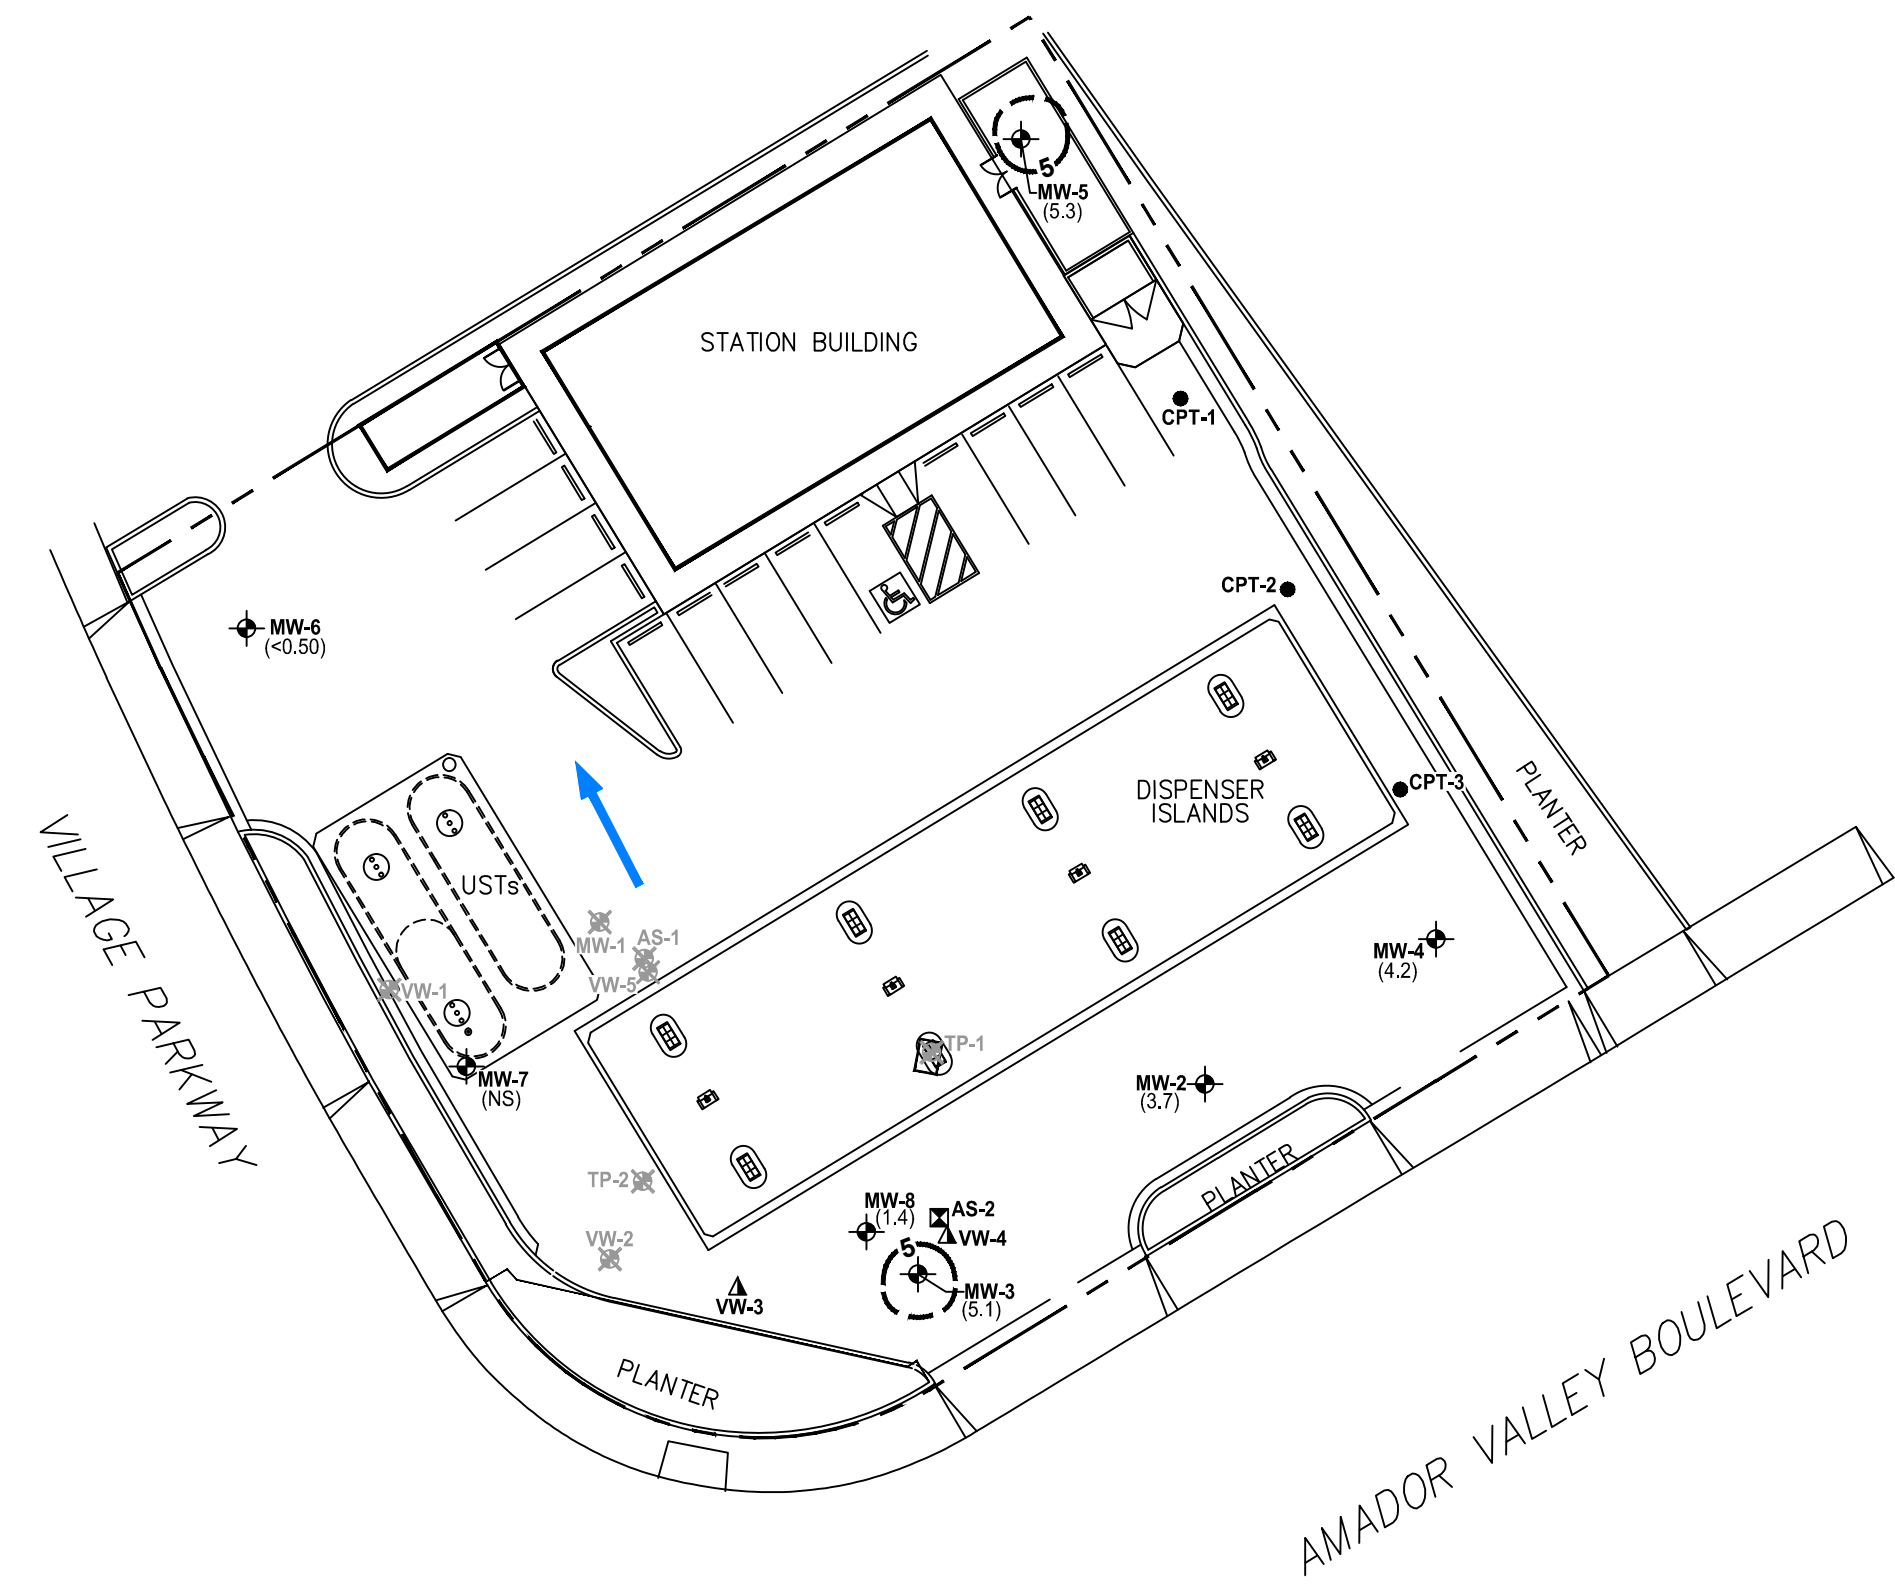 5
MW-5
(5.3)
STATION BUILDING
CPT-1
CPT-2
MW-6
(<0.50)
DISPENSER
ISLANDS
CPT-3
PLANTER
VILLAGE PARKWAY
USTs
MW-1
AS-1
VW-5
VW-1
MW-4
(4.2)
TP-1
MW-7
(NS)
MW-2
(3.7)
TP-2
PLANTER
MW-8
(1.4)
AS-2
VW-4
VW-2
5
MW-3
(5.1)
VW-3
PLANTER
AMADOR VALLEY BOULEVARD